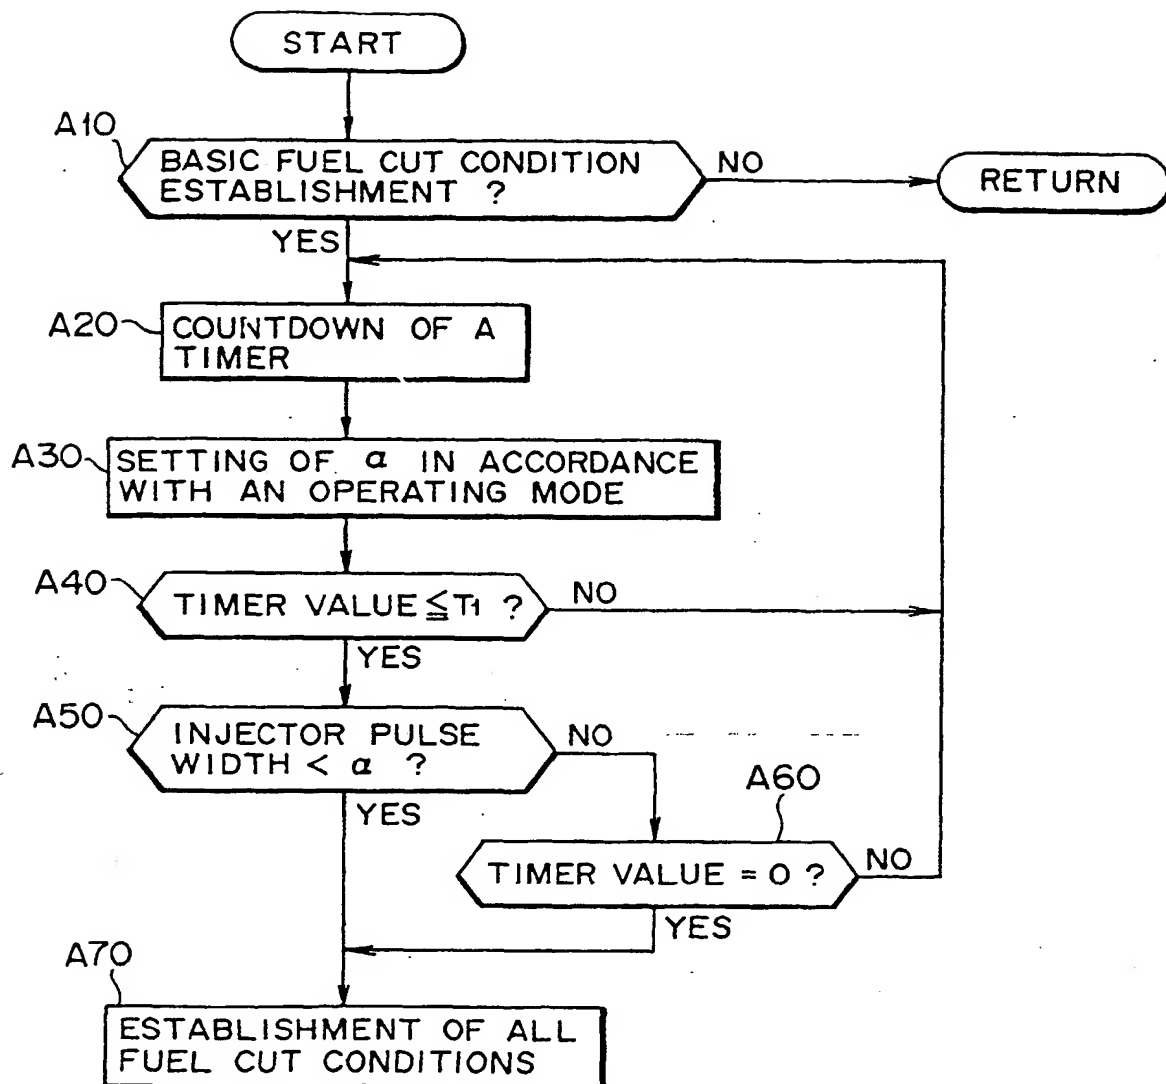 START
A10
BASIC FUEL CUT CONDITION
ESTABLISHMENT ?
NO
RETURN
YES
A20
COUNTDOWN OF A
TIMER
A30
SETTING OF α IN ACCORDANCE
WITH AN OPERATING MODE
A40
TIMER VALUE ≦ T1 ?
NO
YES
A50
INJECTOR PULSE
WIDTH < α ?
NO
YES
A60
TIMER VALUE = 0 ?
NO
YES
A70
ESTABLISHMENT OF ALL
FUEL CUT CONDITIONS